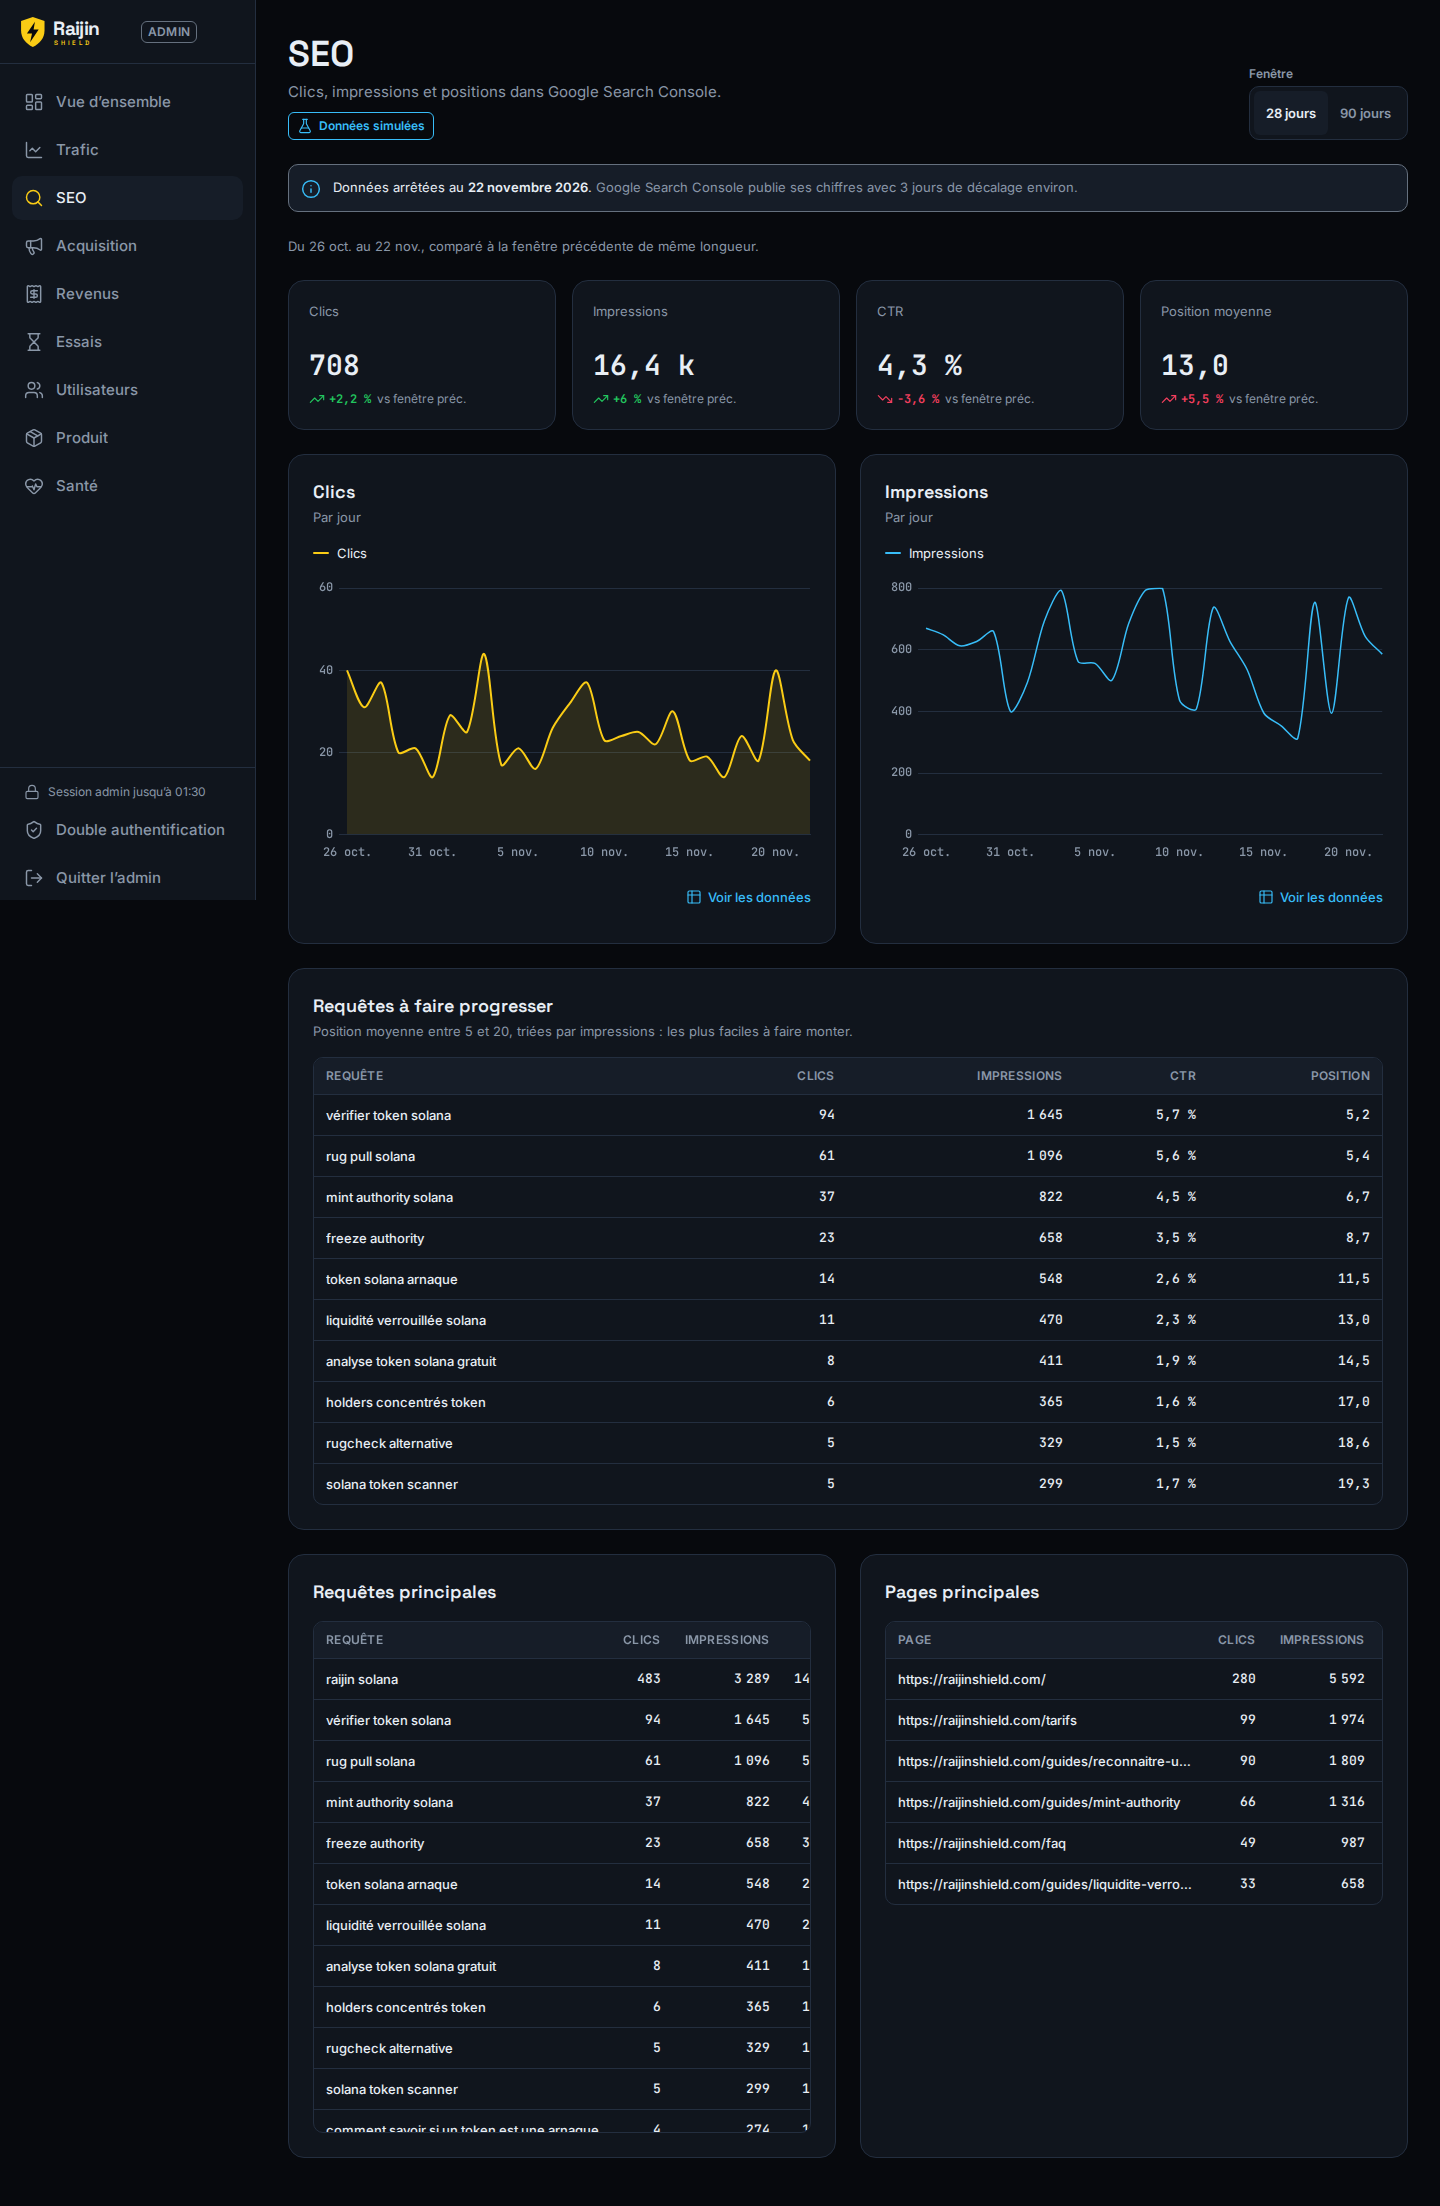 Raijin
SHIELD
ADMIN
Vue d’ensemble
Trafic
SEO
Acquisition
Revenus
Essais
Utilisateurs
Produit
Santé
Session admin jusqu’à 01:30
Double authentification
Quitter l’admin
SEO
Clics, impressions et positions dans Google Search Console.
Données simulées
Fenêtre
28 jours 90 jours
Données arrêtées au 22 novembre 2026. Google Search Console publie ses chiffres avec 3 jours de décalage environ.
Du 26 oct. au 22 nov., comparé à la fenêtre précédente de même longueur.
Clics
708
+2,2 % vs fenêtre préc.
Impressions
16,4 k
+6 % vs fenêtre préc.
CTR
4,3 %
-3,6 % vs fenêtre préc.
Position moyenne
13,0
+5,5 % vs fenêtre préc.
Clics
Par jour
Clics
60
40
20
0
26 oct. 31 oct. 5 nov. 10 nov. 15 nov. 20 nov.
Voir les données
Impressions
Par jour
Impressions
800
600
400
200
0
26 oct. 31 oct. 5 nov. 10 nov. 15 nov. 20 nov.
Voir les données
Requêtes à faire progresser
Position moyenne entre 5 et 20, triées par impressions : les plus faciles à faire monter.
REQUÊTE CLICS IMPRESSIONS CTR POSITION
vérifier token solana 94 1 645 5,7 % 5,2
rug pull solana 61 1 096 5,6 % 5,4
mint authority solana 37 822 4,5 % 6,7
freeze authority 23 658 3,5 % 8,7
token solana arnaque 14 548 2,6 % 11,5
liquidité verrouillée solana 11 470 2,3 % 13,0
analyse token solana gratuit 8 411 1,9 % 14,5
holders concentrés token 6 365 1,6 % 17,0
rugcheck alternative 5 329 1,5 % 18,6
solana token scanner 5 299 1,7 % 19,3
Requêtes principales
REQUÊTE CLICS IMPRESSIONS
raijin solana 483 3 289 14
vérifier token solana 94 1 645 5
rug pull solana 61 1 096 5
mint authority solana 37 822 4
freeze authority 23 658 3
token solana arnaque 14 548 2
liquidité verrouillée solana 11 470 2
analyse token solana gratuit 8 411 1
holders concentrés token 6 365 1
rugcheck alternative 5 329 1
solana token scanner 5 299 1
comment savoir si un token est une arnaque 4 274 1
Pages principales
PAGE CLICS IMPRESSIONS
https://raijinshield.com/ 280 5 592
https://raijinshield.com/tarifs 99 1 974
https://raijinshield.com/guides/reconnaitre-u... 90 1 809
https://raijinshield.com/guides/mint-authority 66 1 316
https://raijinshield.com/faq 49 987
https://raijinshield.com/guides/liquidite-verro... 33 658